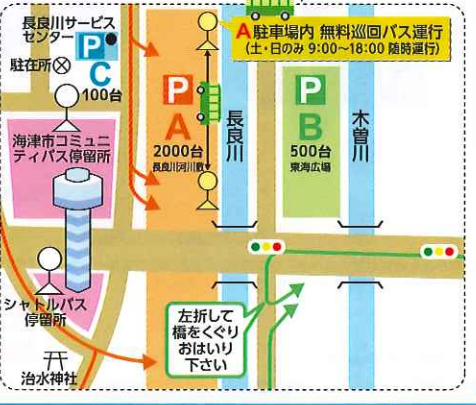 長良川サービス
センター
P
C
100台
駐在所
海津市コミュニ
ティバス停留所
シャトルバス
停留所
治水神社
A駐車場内 無料巡回バス運行
(土・日のみ 9:00〜18:00 随時運行)
P
A
2000台
長良川河川敷
長良川
P
B
500台
東海広場
木曽川
左折して
橋をくぐり
おはいり
下さい